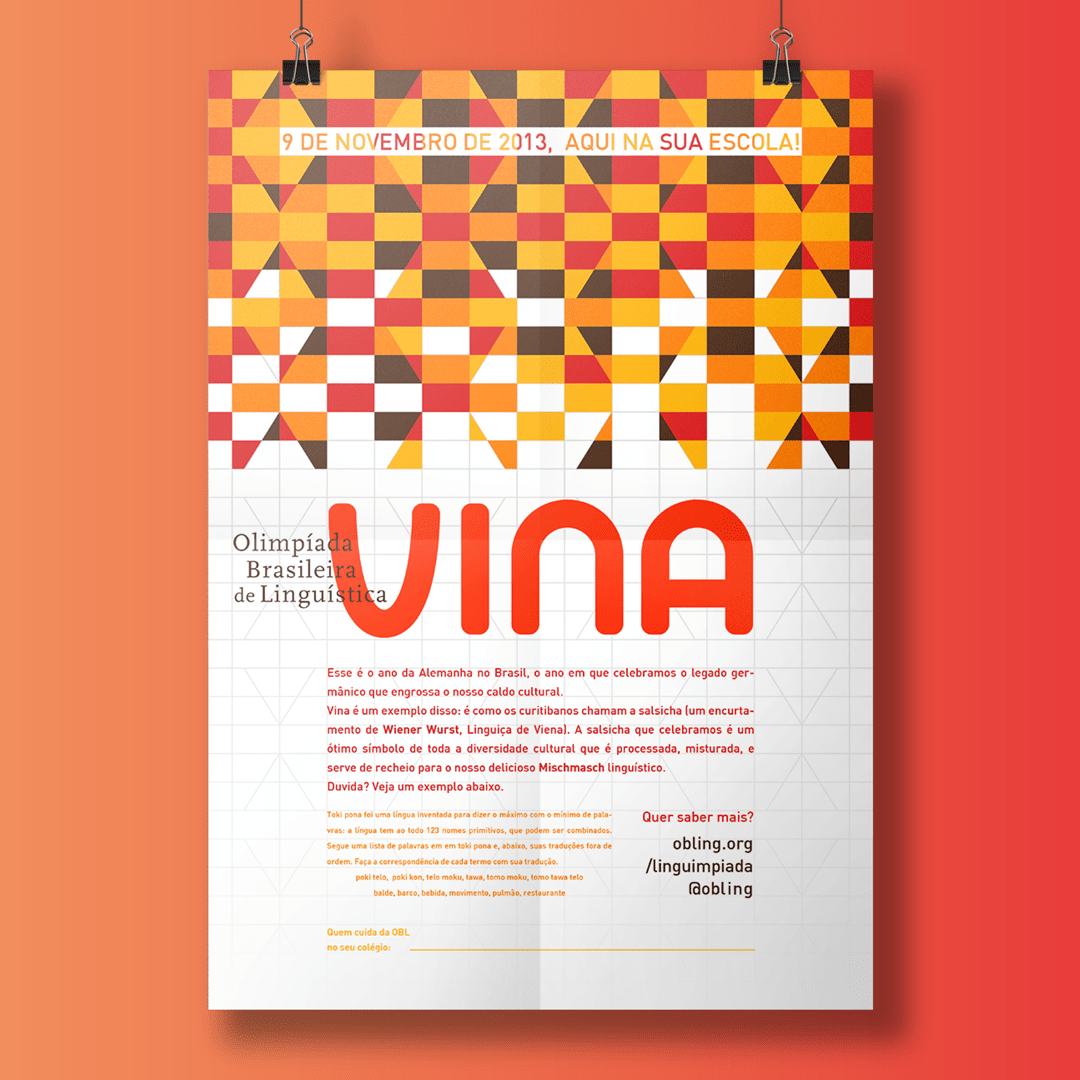 9 DE NOVEMBRO DE 2013, AQUI NA SUA ESCOLA!
VINA
Olimpíada
Brasileira
de Linguística
Esse é o ano da Alemanha no Brasil, o ano em que celebramos o legado ger-
mânico que engrossa o nosso caldo cultural.
Vina é um exemplo disso: é como os curitibanos chamam a salsicha (um encurta-
mento de Wiener Wurst, Linguiça de Viena). A salsicha que celebramos é um
ótimo símbolo de toda a diversidade cultural que é processada, misturada, e
serve de recheio para o nosso delicioso Mischmasch linguístico.
Duvida? Veja um exemplo abaixo.
Toki pona foi uma língua inventada para dizer o máximo com o mínimo de pala-
vras: a língua tem ao todo 123 nomes primitivos, que podem ser combinados.
Segue uma lista de palavras em em toki pona e, abaixo, suas traduções fora de
ordem. Faça a correspondência de cada termo com sua tradução.
poki telo, poki kon, telo moku, tawa, tomo moku, tomo tawa telo
balde, barco, bebida, movimento, pulmão, restaurante
Quer saber mais?
obling.org
/linguimpiada
@obling
Quem cuida da OBL
no seu colégio: